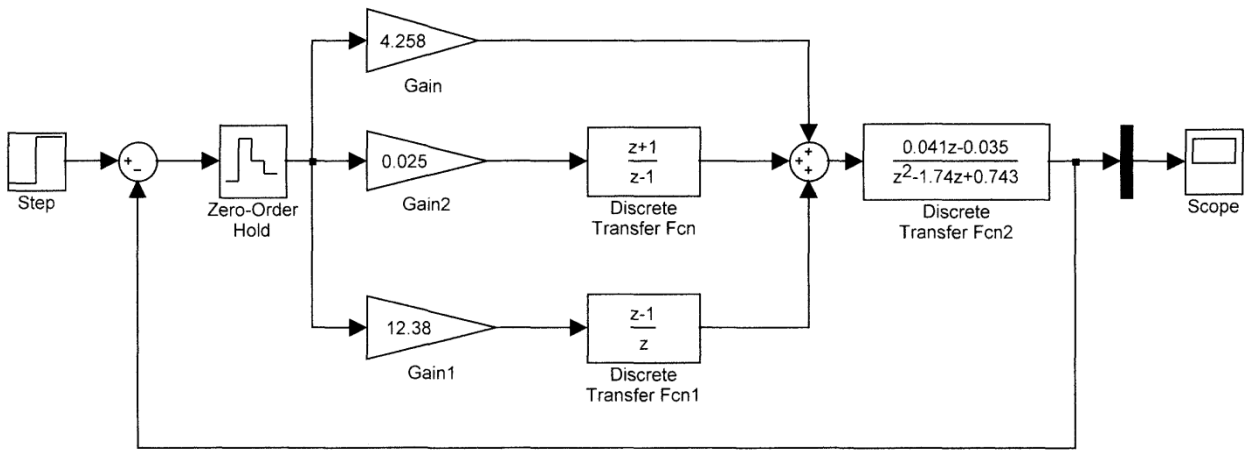 4.258
Gain
Step
+
−
Zero-Order
Hold
0.025
Gain2
z+1
z-1
Discrete
Transfer Fcn
+
+
+
0.041z-0.035
z²-1.74z+0.743
Discrete
Transfer Fcn2
Scope
12.38
Gain1
z-1
z
Discrete
Transfer Fcn1